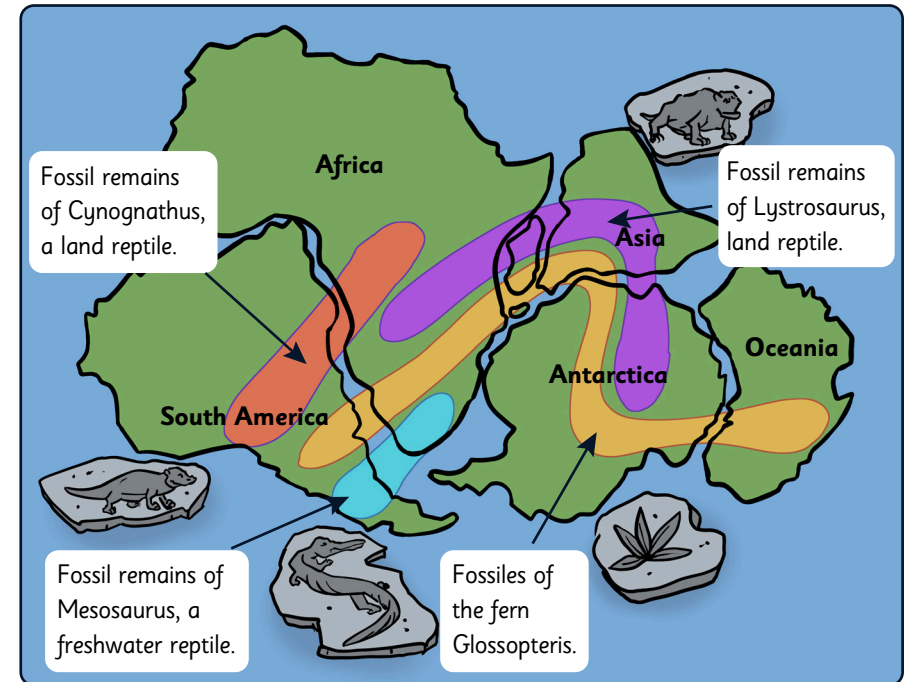 Africa
Fossil remains
of Cynognathus,
a land reptile.
Fossil remains
of Lystrosaurus,
land reptile.
Asia
Oceania
Antarctica
South America
Fossil remains of
Mesosaurus, a
freshwater reptile.
Fossiles of
the fern
Glossopteris.